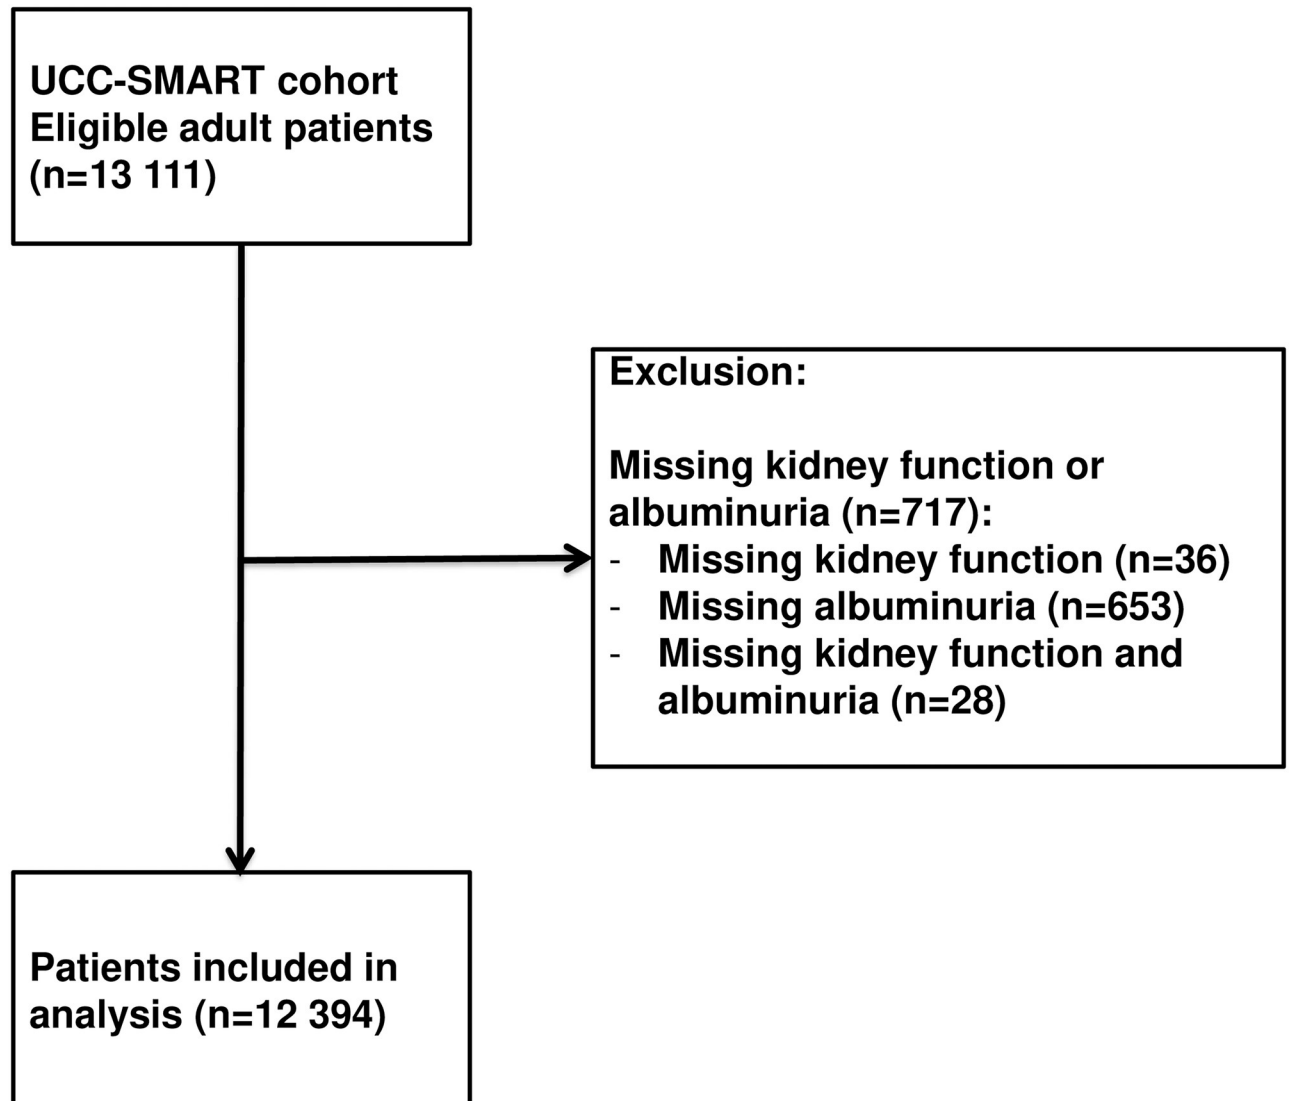 UCC-SMART cohort
Eligible adult patients
(n=13 111)
Exclusion:
Missing kidney function or
albuminuria (n=717):
- Missing kidney function (n=36)
- Missing albuminuria (n=653)
- Missing kidney function and
albuminuria (n=28)
Patients included in
analysis (n=12 394)